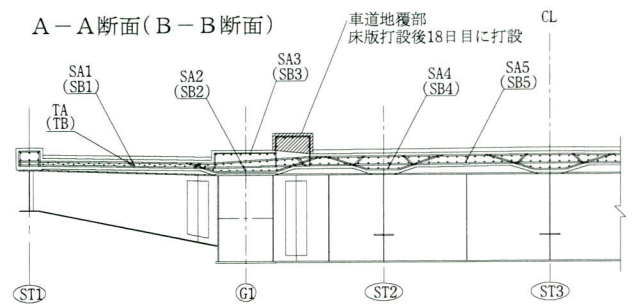 A－A断面(B－B断面)
車道地覆部
床版打設後18日目に打設
CL
SA1
(SB1)
SA2
(SB2)
SA3
(SB3)
SA4
(SB4)
SA5
(SB5)
TA
(TB)
ST1
G1
ST2
ST3